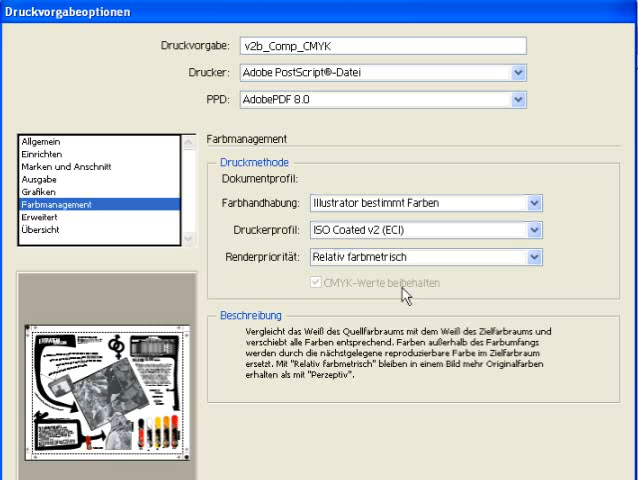 Druckvorgabeoptionen
Druckvorgabe: v2b_Comp_CMYK
Drucker: Adobe PostScript®-Datei
PPD: AdobePDF 8.0
Allgemein
Einrichten
Marken und Anschnitt
Ausgabe
Grafiken
Farbmanagement
Erweitert
Übersicht
Farbmanagement
Druckmethode
Dokumentprofil:
Farbhandhabung: Illustrator bestimmt Farben
Druckerprofil: ISO Coated v2 (ECI)
Renderpriorität: Relativ farbmetrisch
CMYK-Werte beibehalten
Beschreibung
Vergleicht das Weiß des Quellfarbraums mit dem Weiß des Zielfarbraums und
verschiebt alle Farben entsprechend. Farben außerhalb des Farbumfangs
werden durch die nächstgelegene reproduzierbare Farbe im Zielfarbraum
ersetzt. Mit "Relativ farbmetrisch" bleiben in einem Bild mehr Originalfarben
erhalten als mit "Perzeptiv".